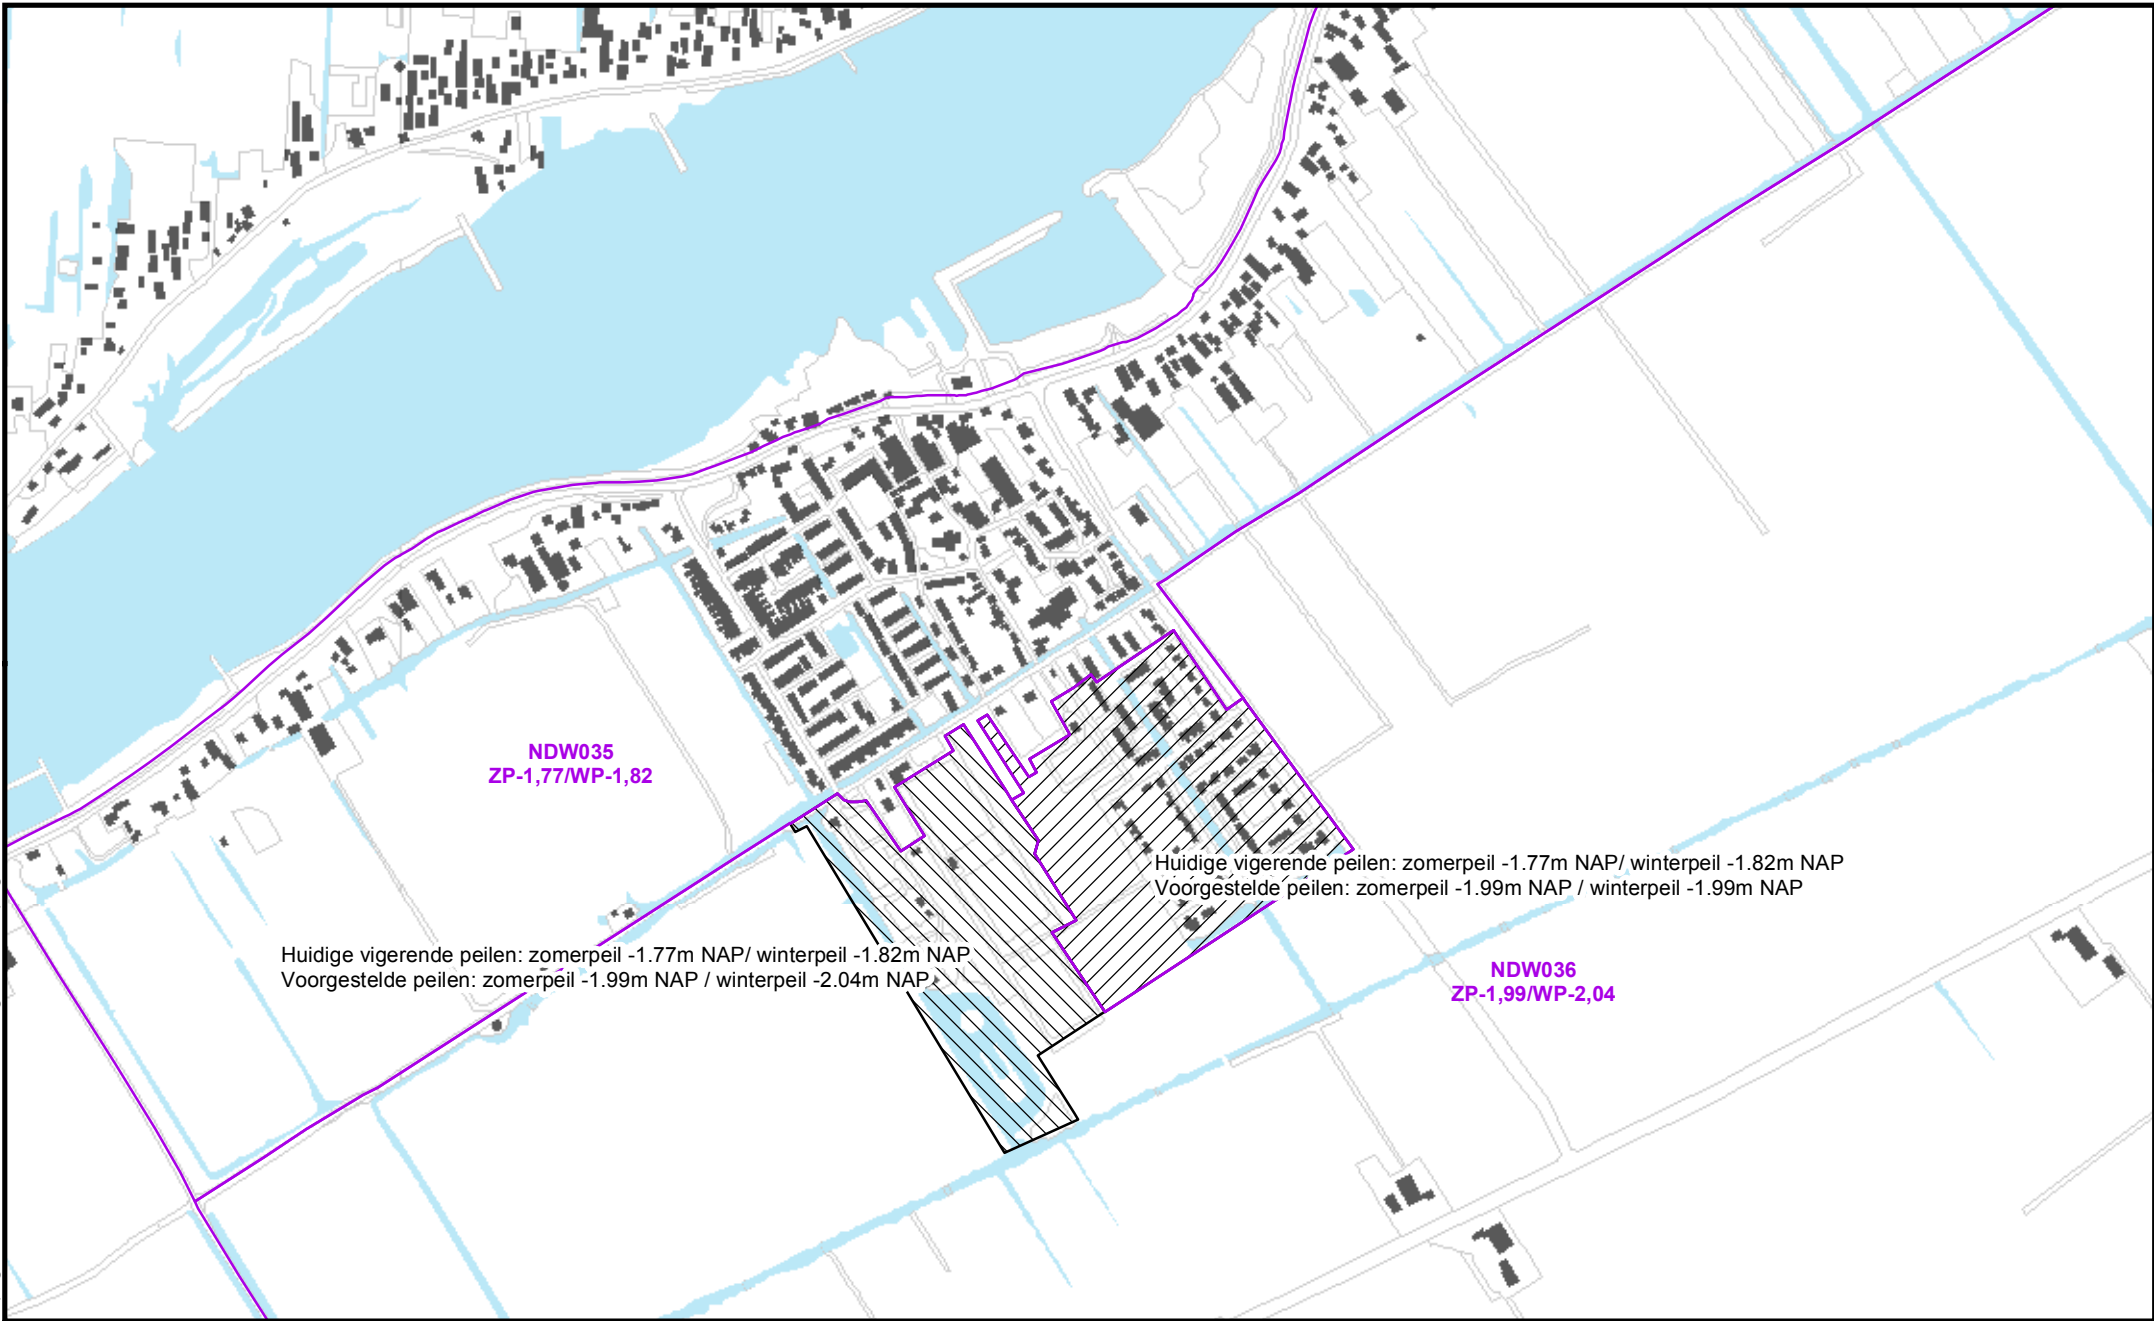 NDW035
ZP-1,77/WP-1,82
Huidige vigerende peilen: zomerpeil -1.77m NAP/ winterpeil -1.82m NAP
Voorgestelde peilen: zomerpeil -1.99m NAP / winterpeil -1.99m NAP
Huidige vigerende peilen: zomerpeil -1.77m NAP/ winterpeil -1.82m NAP
Voorgestelde peilen: zomerpeil -1.99m NAP / winterpeil -2.04m NAP
NDW036
ZP-1,99/WP-2,04